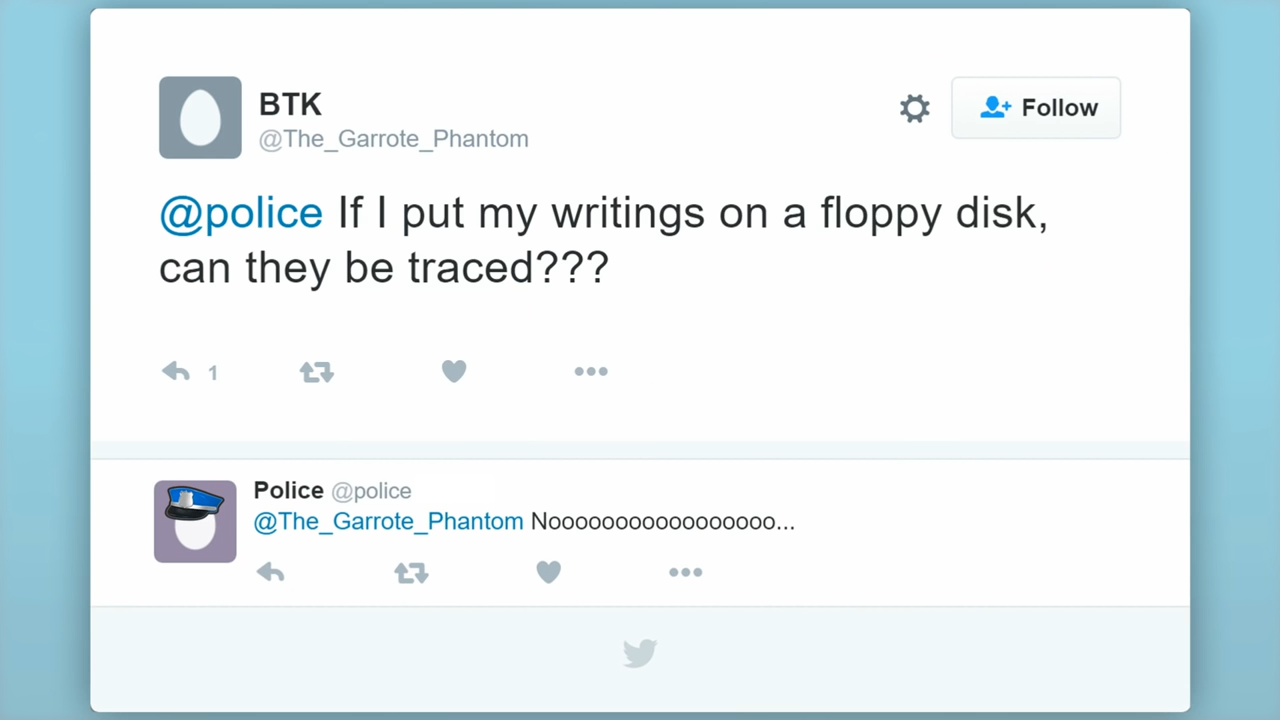 BTK
@The_Garrote_Phantom
Follow
@police If I put my writings on a floppy disk,
can they be traced???
1
Police @police
@The_Garrote_Phantom Nooooooooooooooooo...